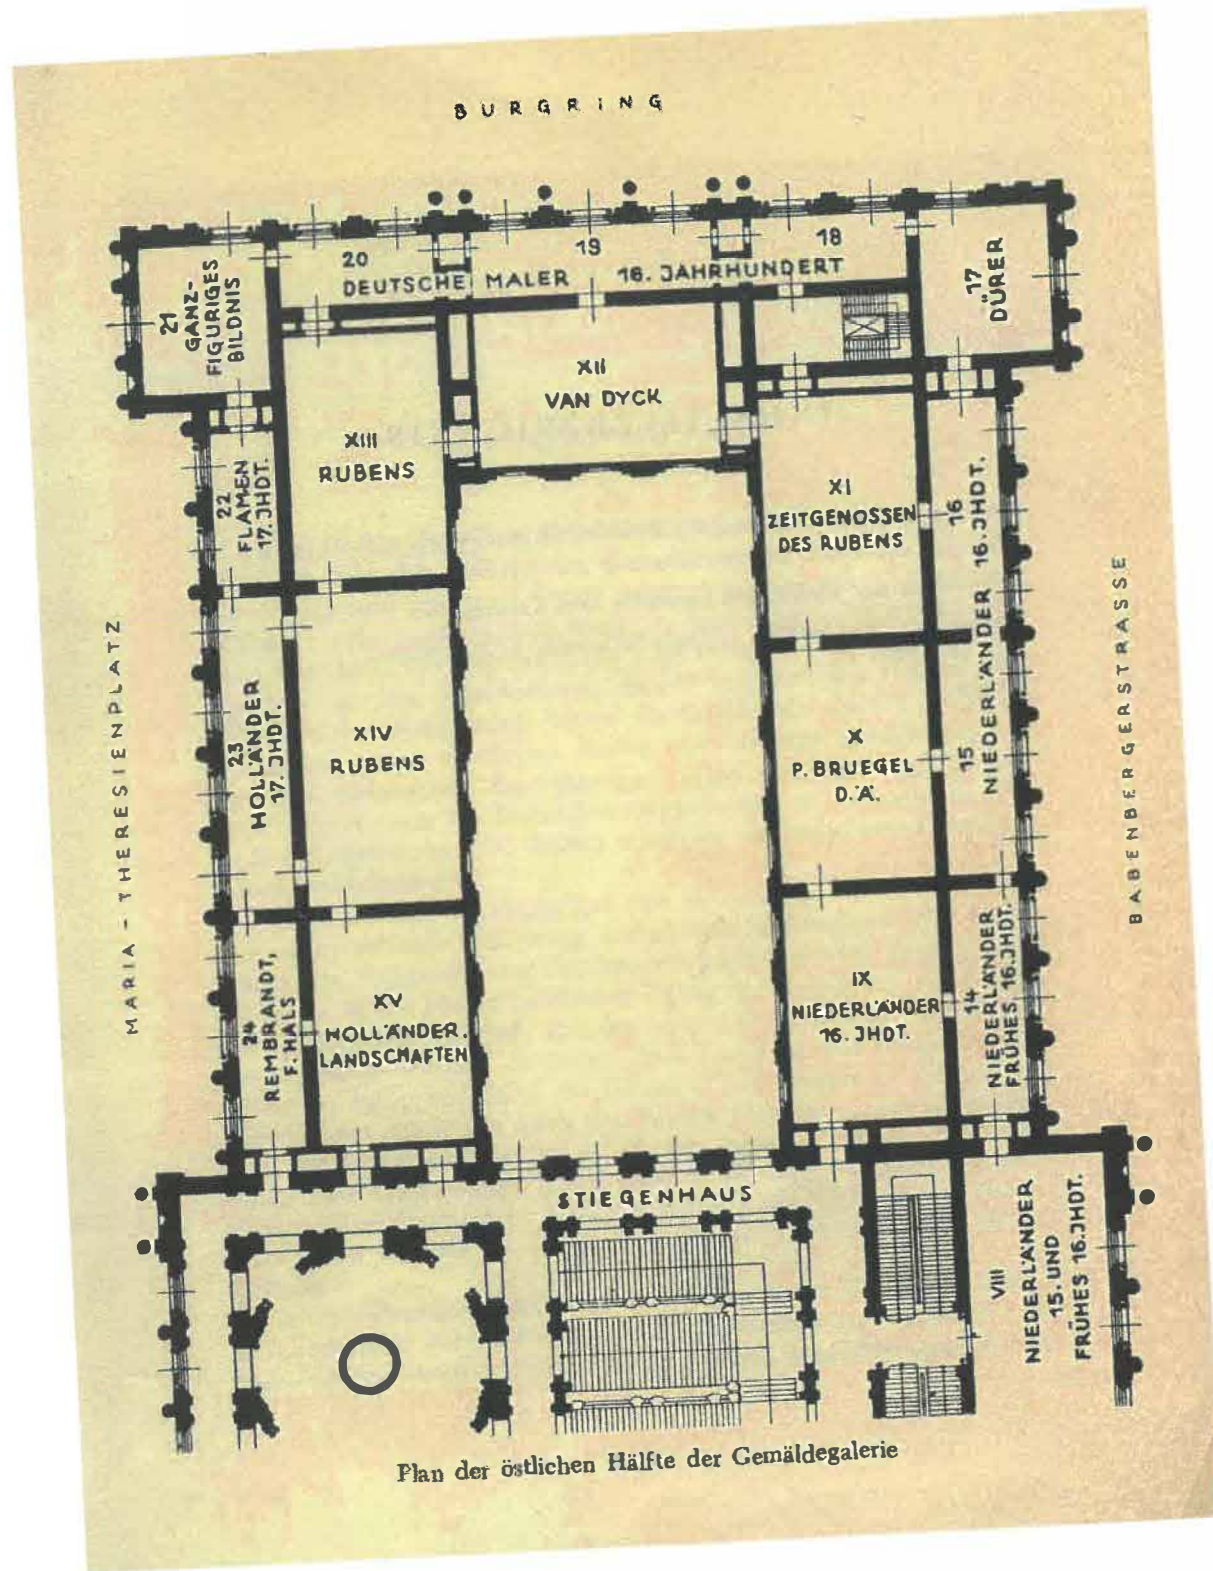 BURGRING
20
19
18
DEUTSCHE MALER 16. JAHRHUNDERT
21
GANZ-
FIGURIGES
BILDNIS
17
DÜRER
XII
VAN DYCK
XIII
RUBENS
22
FLAMEN
17. JHDT.
XI
ZEITGENOSSEN
DES RUBENS
16
15
NIEDERLÄNDER 16. JHDT.
MARIA-THERESIENPLATZ
BABENBERGERSTRASSE
23
HOLLÄNDER
17. JHDT.
XIV
RUBENS
X
P. BRUEGEL
D. Ä.
24
REMBRANDT,
F. HALS
XV
HOLLÄNDER.
LANDSCHAFTEN
IX
NIEDERLÄNDER
16. JHDT.
14
NIEDERLÄNDER
FRÜHES 16. JHDT.
STIEGENHAUS
VIII
NIEDERLÄNDER
15. UND
FRÜHES 16. JHDT.
Plan der östlichen Hälfte der Gemäldegalerie